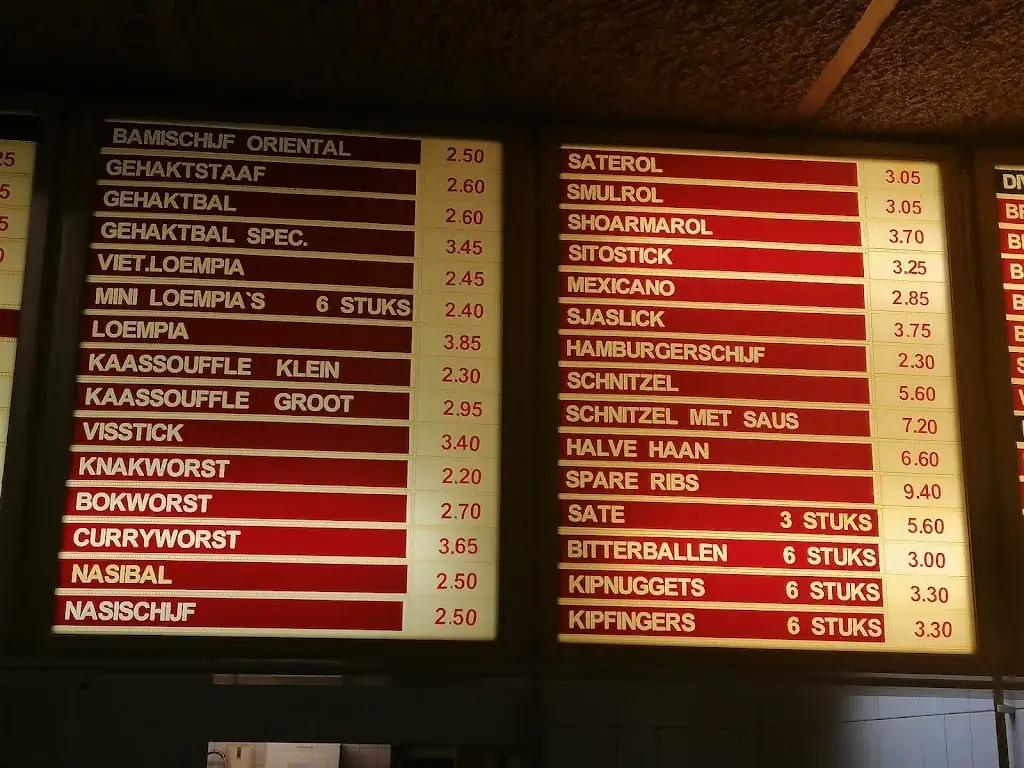 BAMISCHIJF ORIENTAL 2.50
GEHAKTSTAAF 2.60
GEHAKTBAL 2.60
GEHAKTBAL SPEC. 3.45
VIET.LOEMPIA 2.45
MINI LOEMPIA`S 6 STUKS 2.40
LOEMPIA 3.85
KAASSOUFFLE KLEIN 2.30
KAASSOUFFLE GROOT 2.95
VISSTICK 3.40
KNAKWORST 2.20
BOKWORST 2.70
CURRYWORST 3.65
NASIBAL 2.50
NASISCHIJF 2.50
SATEROL 3.05
SMULROL 3.05
SHOARMAROL 3.70
SITOSTICK 3.25
MEXICANO 2.85
SJASLICK 3.75
HAMBURGERSCHIJF 2.30
SCHNITZEL 5.60
SCHNITZEL MET SAUS 7.20
HALVE HAAN 6.60
SPARE RIBS 9.40
SATE 3 STUKS 5.60
BITTERBALLEN 6 STUKS 3.00
KIPNUGGETS 6 STUKS 3.30
KIPFINGERS 6 STUKS 3.30